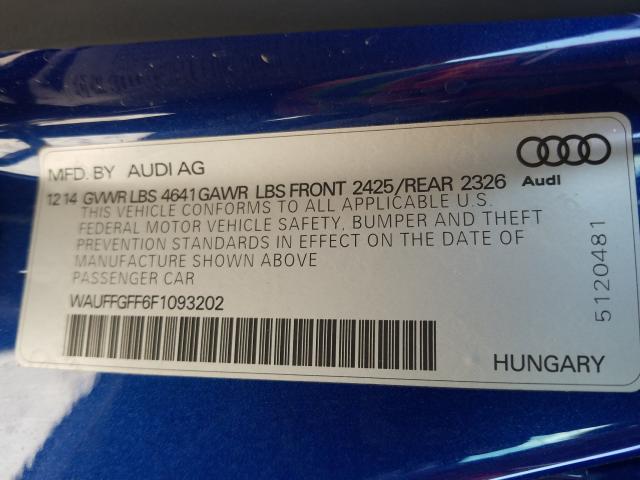 MFD. BY AUDI AG
12 14 GVWR LBS 4641 GAWR LBS FRONT 2425/REAR 2326
THIS VEHICLE CONFORMS TO ALL APPLICABLE U.S.
FEDERAL MOTOR VEHICLE SAFETY, BUMPER AND THEFT
PREVENTION STANDARDS IN EFFECT ON THE DATE OF
MANUFACTURE SHOWN ABOVE
PASSENGER CAR
WAUFFGFF6F1093202
Audi
5120481
HUNGARY